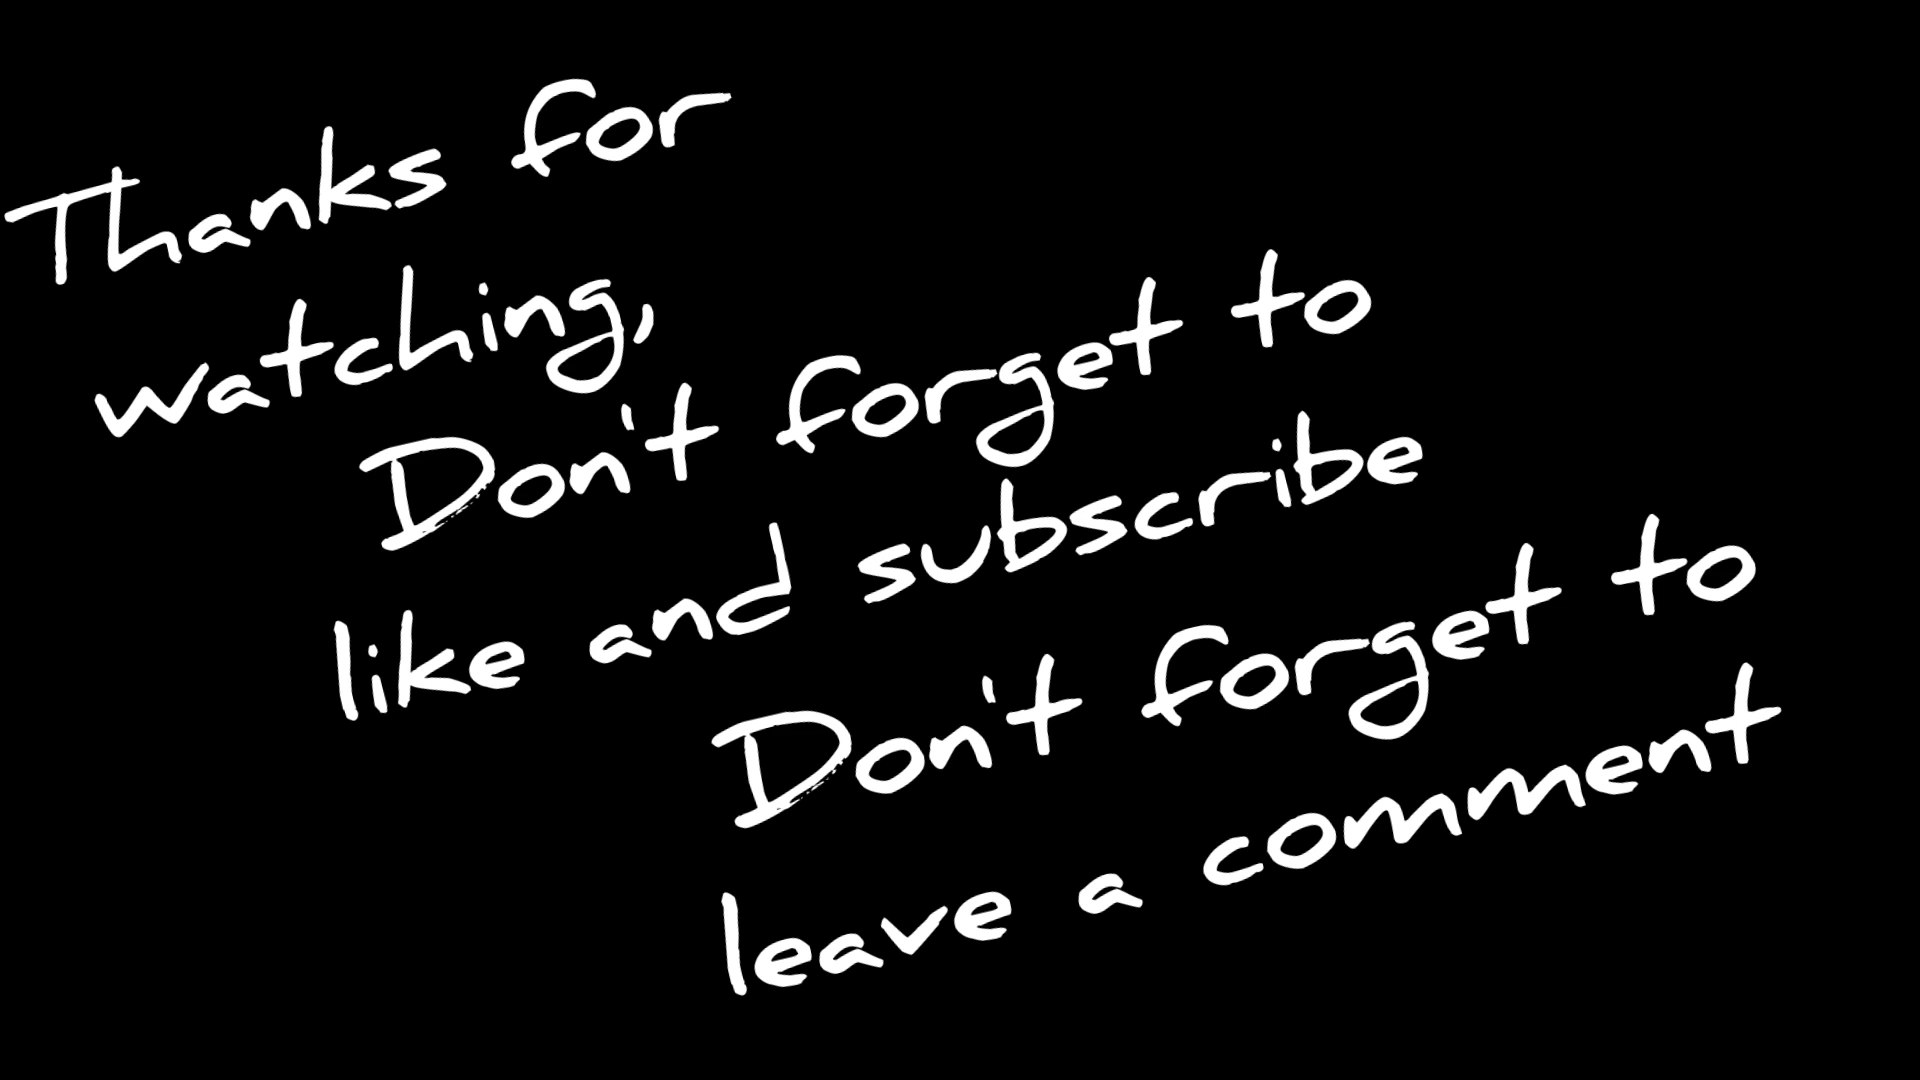 Thanks for
watching,
Don't forget to
like and subscribe
Don't forget to
leave a comment